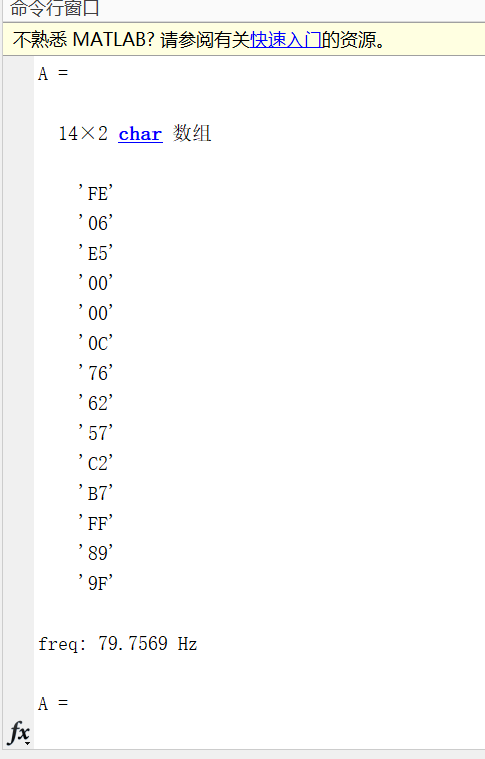 命令行窗口
不熟悉 MATLAB? 请参阅有关快速入门的资源。
A =
14×2 char 数组
'FE'
'06'
'E5'
'00'
'00'
'0C'
'76'
'62'
'57'
'C2'
'B7'
'FF'
'89'
'9F'
freq: 79.7569 Hz
A =
fx